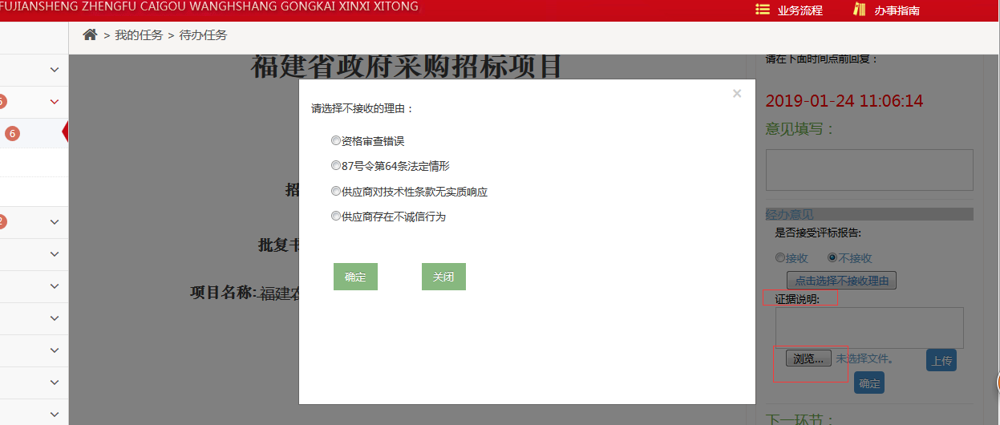 FUJIANSHENG ZHENGFU CAIGOU WANGHSHANG GONGKAI XINXI XITONG
业务流程
办事指南
> 我的任务 > 待办任务
6
2
福建省政府采购招标项目
请选择不接收的理由：
资格审查错误
87号令第64条法定情形
供应商对技术性条款无实质响应
供应商存在不诚信行为
确定
关闭
招
批复书
项目名称: 福建农
请在下面时间点前回复：
2019-01-24 11:06:14
意见填写：
经办意见
是否接受评标报告:
接收 不接收
点击选择不接收理由
证据说明:
浏览... 未选择文件。
上传
确定
下一环节：